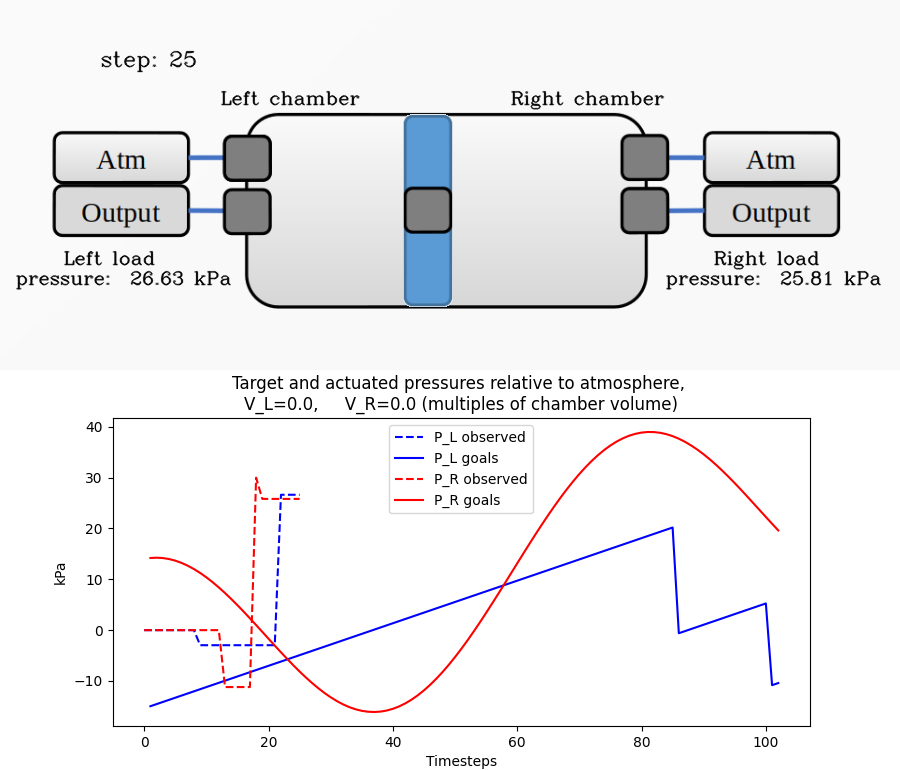 step: 25
Left chamber
Right chamber
Atm
Atm
Output
Output
Left load
pressure: 26.63 kPa
Right load
pressure: 25.81 kPa
Target and actuated pressures relative to atmosphere,
V_L=0.0, V_R=0.0 (multiples of chamber volume)
P_L observed
P_L goals
P_R observed
P_R goals
40
30
20
10
0
−10
kPa
0
20
40
60
80
100
Timesteps